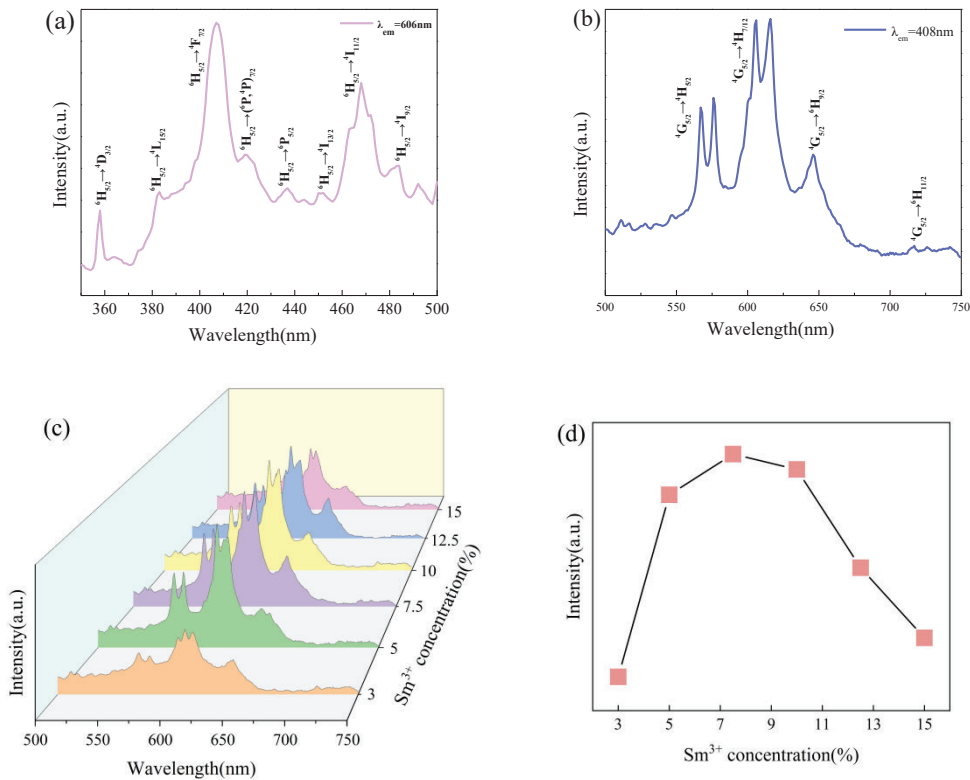 (a)
λem=606nm
⁶H5/2→⁴D3/2
⁶H5/2→⁴L15/2
⁶H5/2→⁴F7/2
⁶H5/2→(⁶P,⁴P)7/2
⁶H5/2→⁶P5/2
⁶H5/2→⁴I13/2
⁶H5/2→⁴I11/2
⁶H5/2→⁴I9/2
Intensity(a.u.)
360 380 400 420 440 460 480 500
Wavelength(nm)
(b)
λem=408nm
⁴G5/2→⁴H5/2
⁴G5/2→⁴H7/12
⁴G5/2→⁶H9/2
⁴G5/2→⁶H11/2
Intensity(a.u.)
500 550 600 650 700 750
Wavelength(nm)
(c)
Intensity(a.u.)
500 550 600 650 700 750
Wavelength(nm)
3 5 7.5 10 12.5 15
Sm³⁺ concentration(%)
(d)
Intensity(a.u.)
3 5 7 9 11 13 15
Sm³⁺ concentration(%)